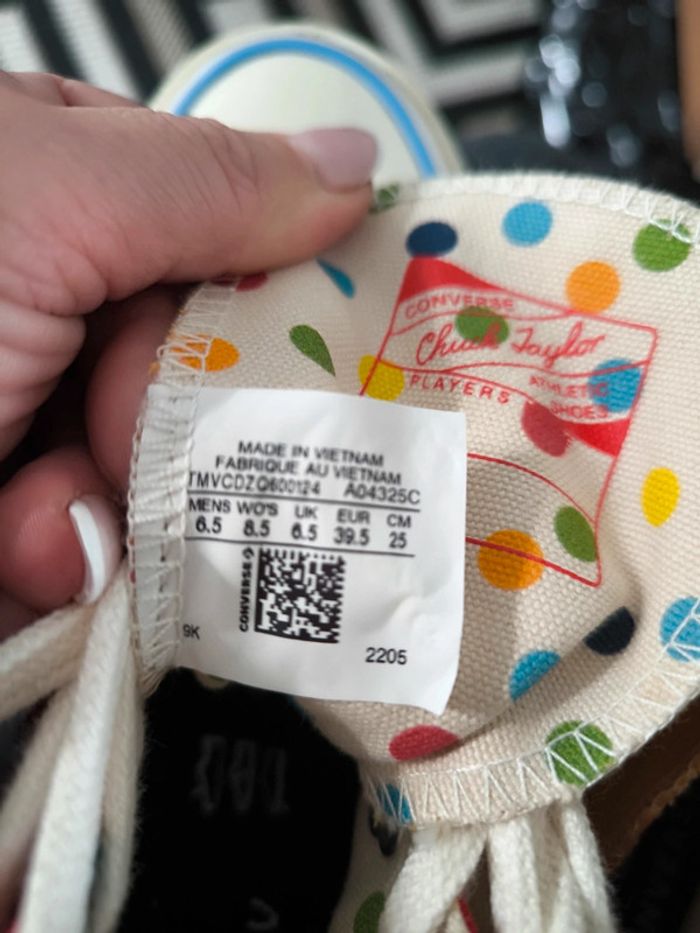 CONVERSE
Chuck Taylor
PLAYERS ATHLETIC
SHOES
MADE IN VIETNAM
FABRIQUE AU VIETNAM
TMVCDZQ600124 A04325C
MENS WO'S UK EUR CM
6.5 8.5 6.5 39.5 25
CONVERSE
9K
2205